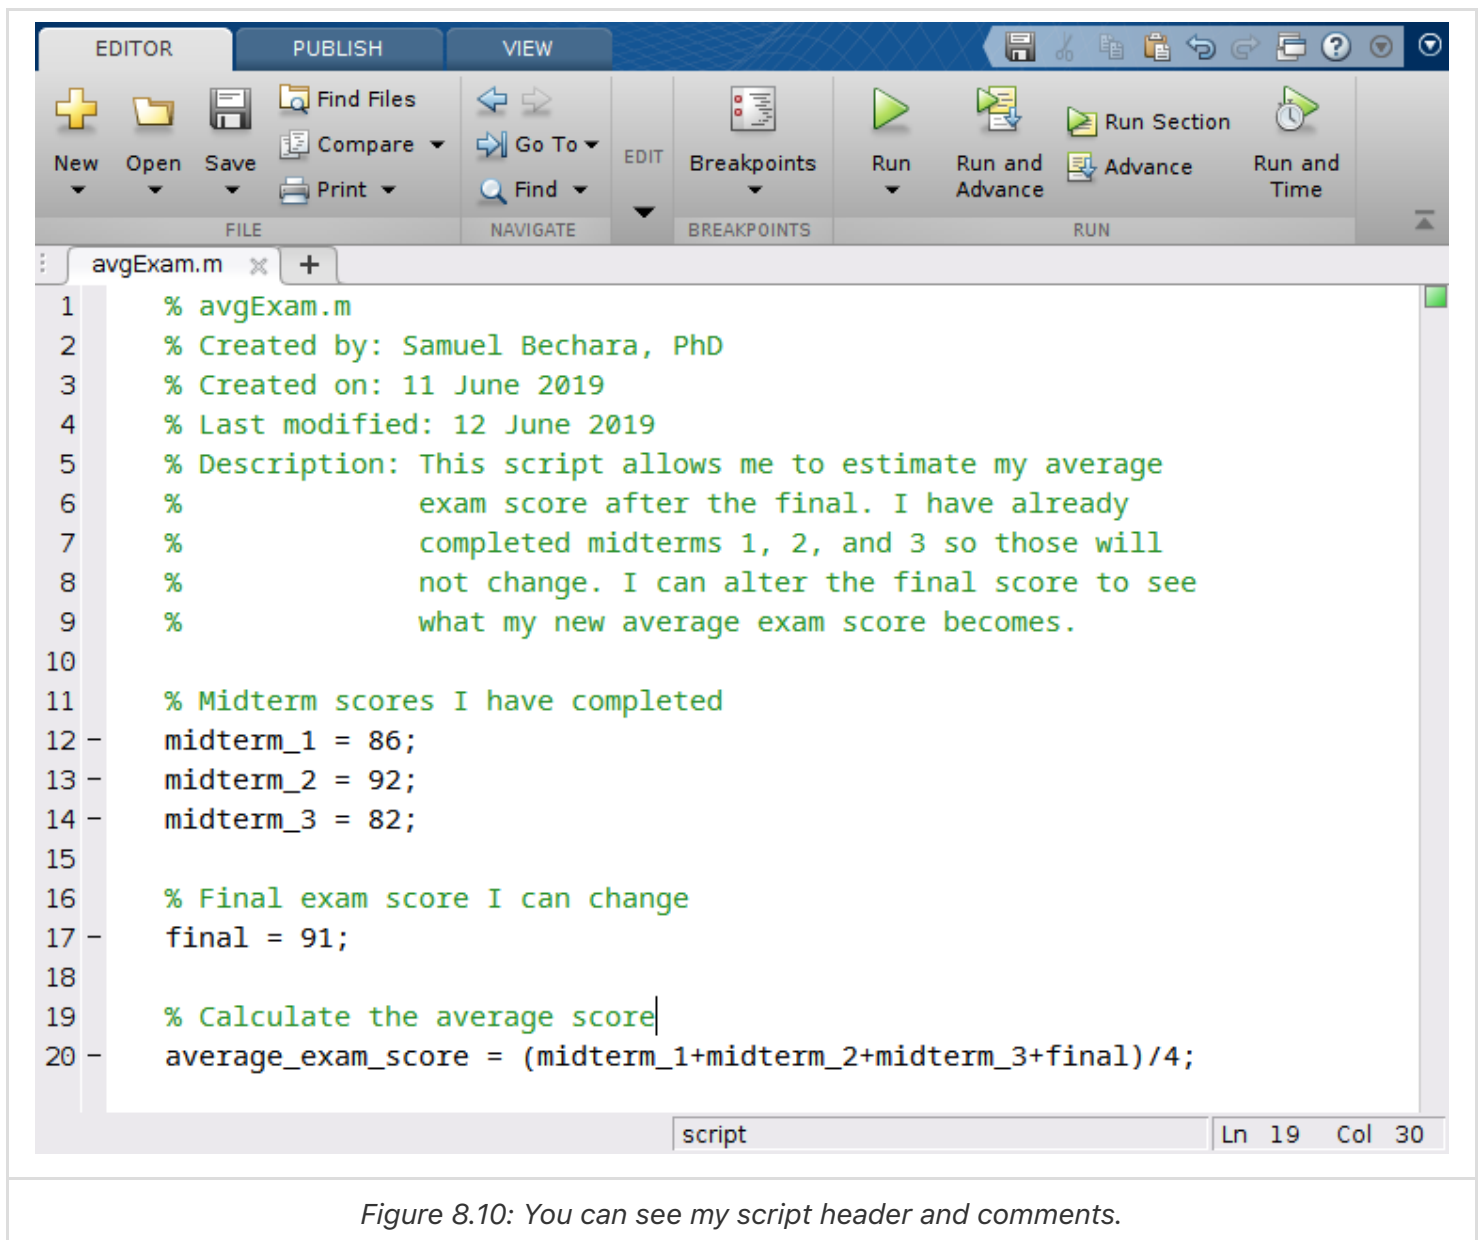 EDITOR PUBLISH VIEW
New
Open
Save
Find Files
Compare
Print
FILE
Go To
Find
NAVIGATE
EDIT
Breakpoints
BREAKPOINTS
Run
Run and
Advance
Run Section
Advance
Run and
Time
RUN
avgExam.m
1 % avgExam.m
2 % Created by: Samuel Bechara, PhD
3 % Created on: 11 June 2019
4 % Last modified: 12 June 2019
5 % Description: This script allows me to estimate my average
6 % exam score after the final. I have already
7 % completed midterms 1, 2, and 3 so those will
8 % not change. I can alter the final score to see
9 % what my new average exam score becomes.
10
11 % Midterm scores I have completed
12 – midterm_1 = 86;
13 – midterm_2 = 92;
14 – midterm_3 = 82;
15
16 % Final exam score I can change
17 – final = 91;
18
19 % Calculate the average score
20 – average_exam_score = (midterm_1+midterm_2+midterm_3+final)/4;
script Ln 19 Col 30
Figure 8.10: You can see my script header and comments.